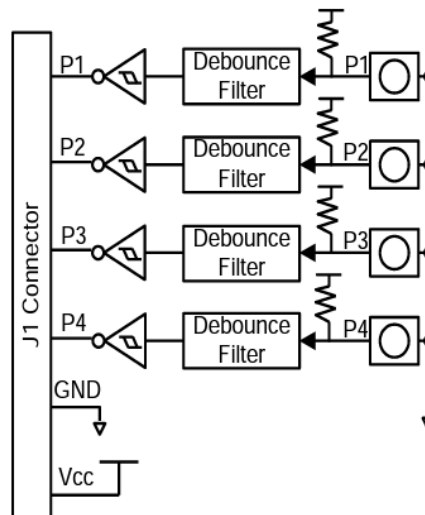 P1
Debounce
Filter
P1
P2
Debounce
Filter
P2
P3
Debounce
Filter
P3
P4
Debounce
Filter
P4
J1 Connector
GND
Vcc